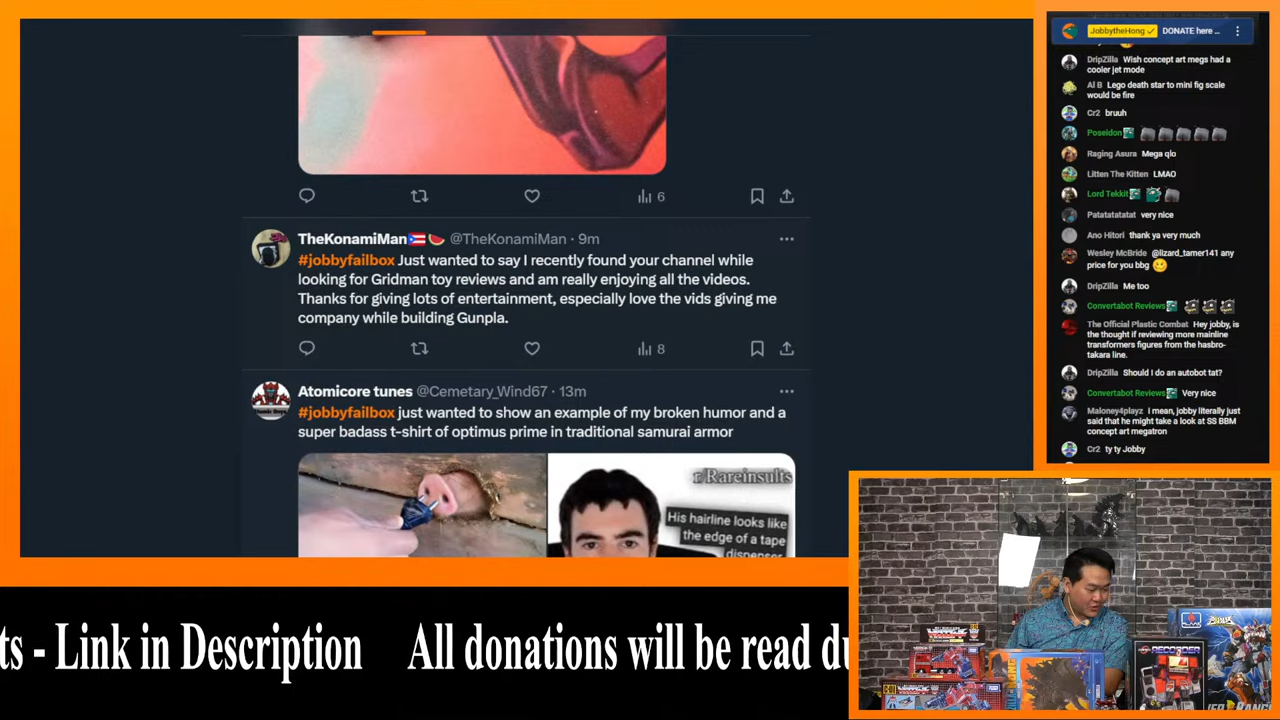 6
TheKonamiMan🇵🇷🍉 @TheKonamiMan · 9m
#jobbyfailbox Just wanted to say I recently found your channel while
looking for Gridman toy reviews and am really enjoying all the videos.
Thanks for giving lots of entertainment, especially love the vids giving me
company while building Gunpla.
8
Atomicore tunes @Cemetary_Wind67 · 13m
#jobbyfailbox just wanted to show an example of my broken humor and a
super badass t-shirt of optimus prime in traditional samurai armor
r/Rareinsults
His hairline looks like
the edge of a tape
dispenser
JobbytheHong ✓ DONATE here ...
DripZilla Wish concept art megs had a
cooler jet mode
Al B Lego death star to mini fig scale
would be fire
Cr2 bruuh
Poseidon
Raging Asura Mega qlo
Litten The Kitten LMAO
Lord Tekkit
Patatatatatat very nice
Ano Hitori thank ya very much
Wesley McBride @lizard_tamer141 any
price for you bbg
DripZilla Me too
Convertabot Reviews
The Official Plastic Combat Hey jobby, is
the thought if reviewing more mainline
transformers figures from the hasbro-
takara line.
DripZilla Should I do an autobot tat?
Convertabot Reviews Very nice
Maloney4playz I mean, jobby literally just
said that he might take a look at SS BBM
concept art megatron
Cr2 ty ty Jobby
RECORDER
ts - Link in Description All donations will be read du